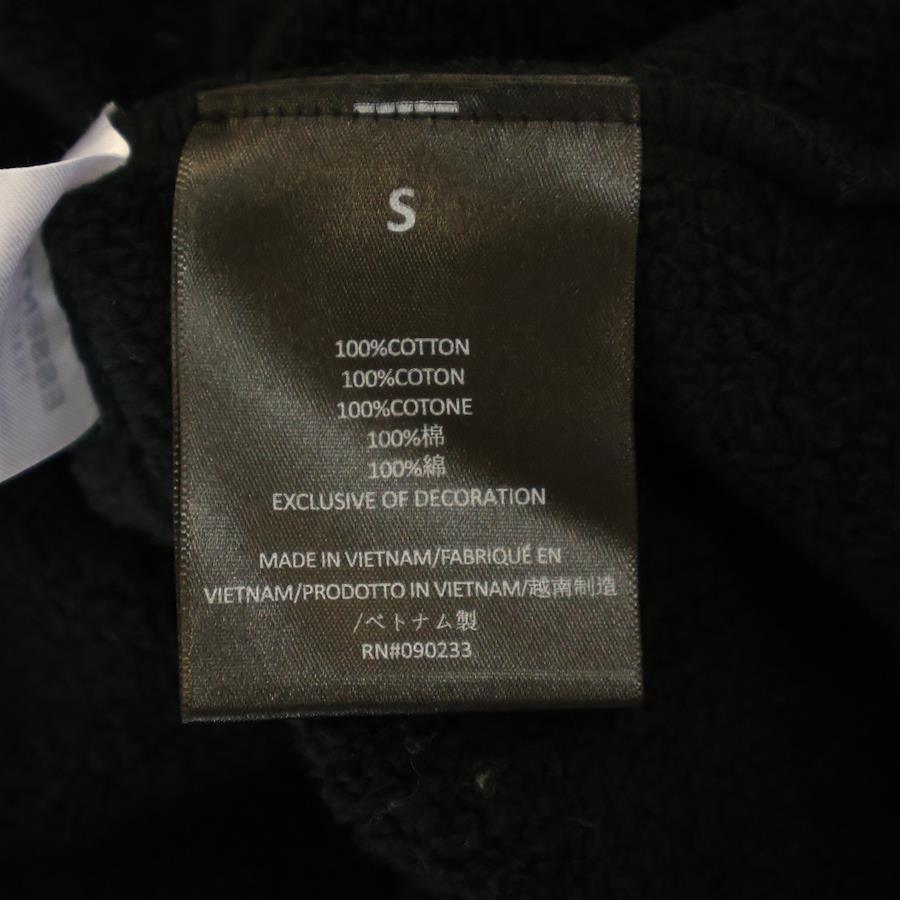 S
100%COTTON
100%COTON
100%COTONE
100%棉
100%綿
EXCLUSIVE OF DECORATION
MADE IN VIETNAM/FABRIQUÉ EN
VIETNAM/PRODOTTO IN VIETNAM/越南制造
/ベトナム製
RN#090233